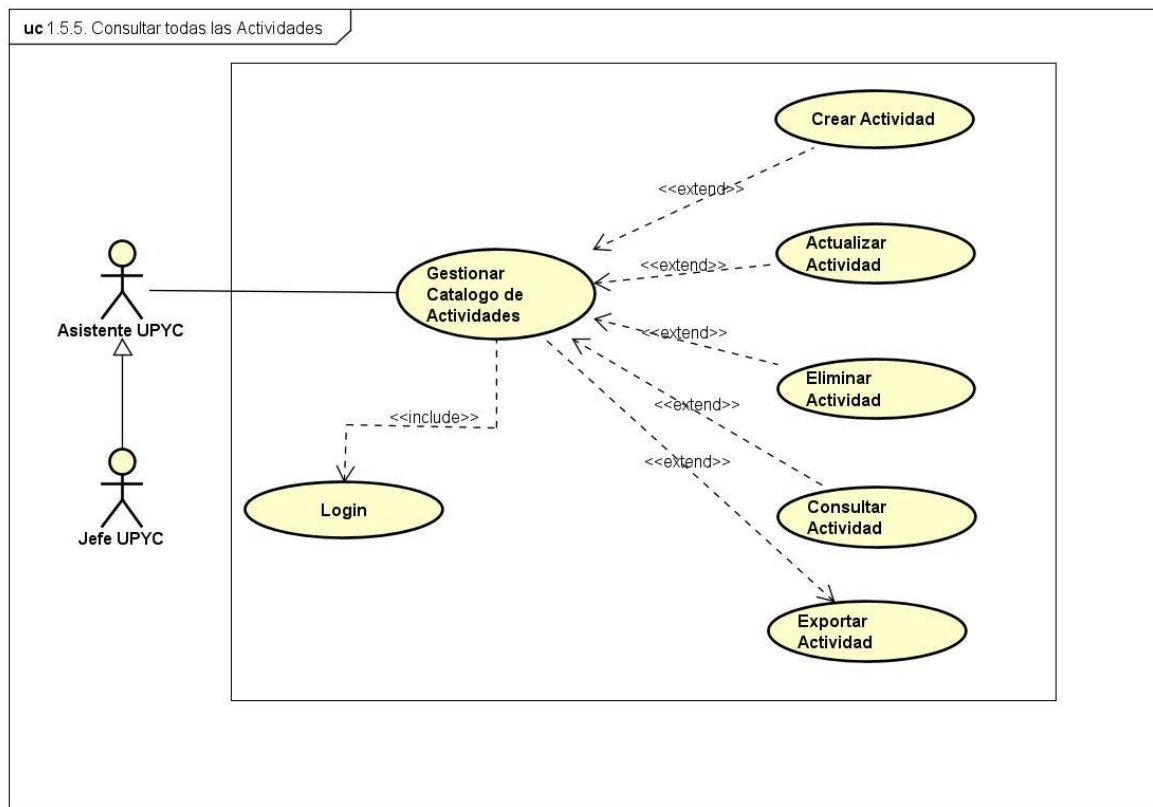 uc 1.5.5. Consultar todas las Actividades
Crear Actividad
<<extend>>
Actualizar
Actividad
<<extend>>
Gestionar
Catalogo de
Actividades
Asistente UPYC
<<extend>>
Eliminar
Actividad
<<extend>>
<<include>>
<<extend>>
Login
Consultar
Actividad
Jefe UPYC
Exportar
Actividad